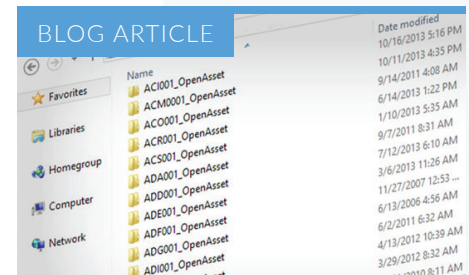 BLOG ARTICLE
Name
Date modified
Favorites
Libraries
Homegroup
Computer
Network
ACI001_OpenAsset
ACM0001_OpenAsset
ACO001_OpenAsset
ACR001_OpenAsset
ACS001_OpenAsset
ADA001_OpenAsset
ADD001_OpenAsset
ADE001_OpenAsset
ADF001_OpenAsset
ADG001_OpenAsset
ADI001_OpenAsset
10/16/2013 5:16 PM
10/11/2013 4:35 PM
9/14/2011 4:08 AM
6/14/2013 1:22 PM
1/10/2013 5:35 AM
9/7/2011 8:31 AM
7/12/2013 6:10 AM
3/6/2013 11:26 AM
11/27/2007 12:53 ...
6/13/2006 4:56 AM
6/2/2011 6:32 AM
4/13/2012 10:39 AM
3/29/2012 8:32 AM
2010 8:11 AM